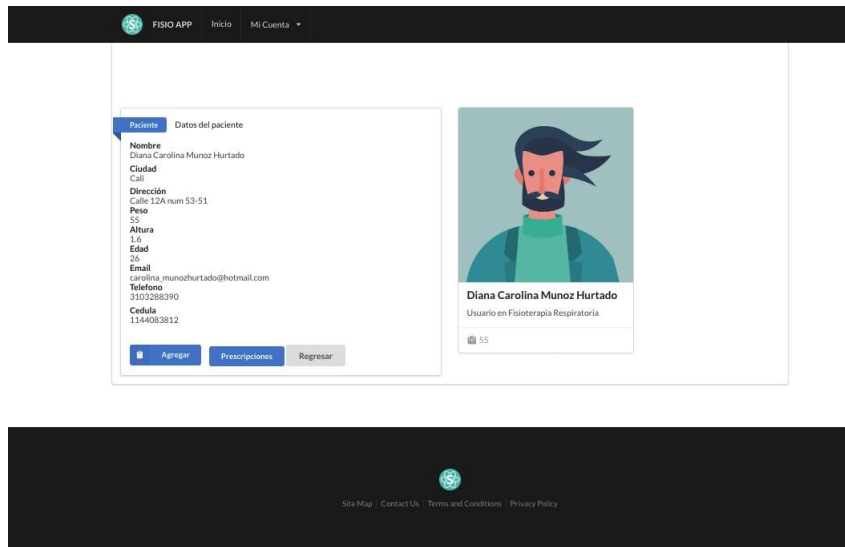 FISIO APP Inicio Mi Cuenta
Paciente Datos del paciente
Nombre
Diana Carolina Munoz Hurtado
Ciudad
Cali
Dirección
Calle 12A num 53-51
Peso
55
Altura
1.6
Edad
26
Email
carolina_munozhurtado@hotmail.com
Telefono
3103288390
Cedula
1144083812
Agregar Prescripciones Regresar
Diana Carolina Munoz Hurtado
Usuario en Fisioterapia Respiratoria
55
S
Site Map Contact Us Terms and Conditions Privacy Policy